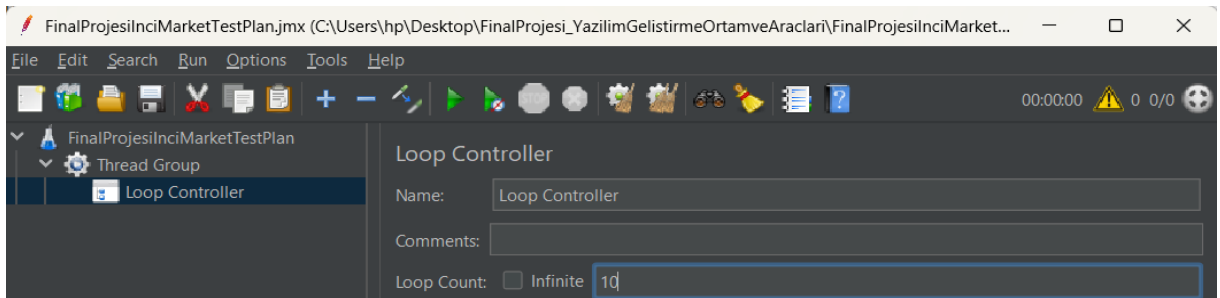 FinalProjesiInciMarketTestPlan.jmx (C:\Users\hp\Desktop\FinalProjesi_YazilimGelistirmeOrtamveAraclari\FinalProjesiInciMarket...
File Edit Search Run Options Tools Help
STOP 00:00:00 0 0/0
FinalProjesiInciMarketTestPlan
Thread Group
Loop Controller
Loop Controller
Name: Loop Controller
Comments:
Loop Count: Infinite 10